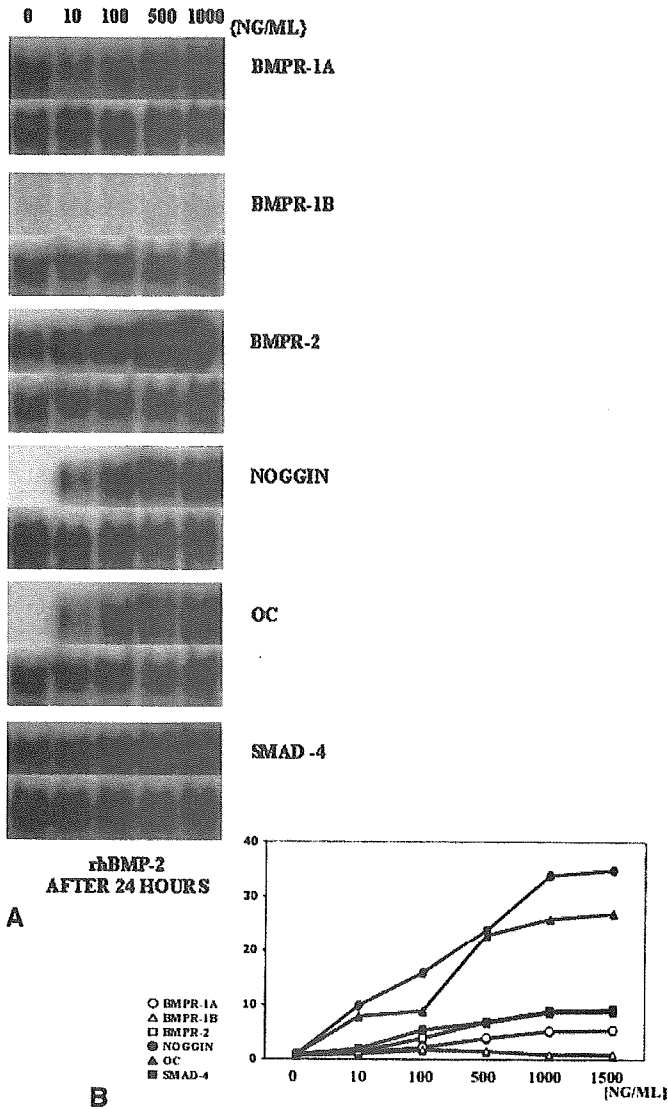 0 10 100 500 1000 {NG/ML}
BMPR-1A
BMPR-1B
BMPR-2
NOGGIN
OC
SMAD -4
rhBMP-2
AFTER 24 HOURS
A
40
30
20
10
0
0 10 100 500 1000 1500
{NG/ML}
BMPR-1A
BMPR-1B
BMPR-2
NOGGIN
OC
SMAD-4
B